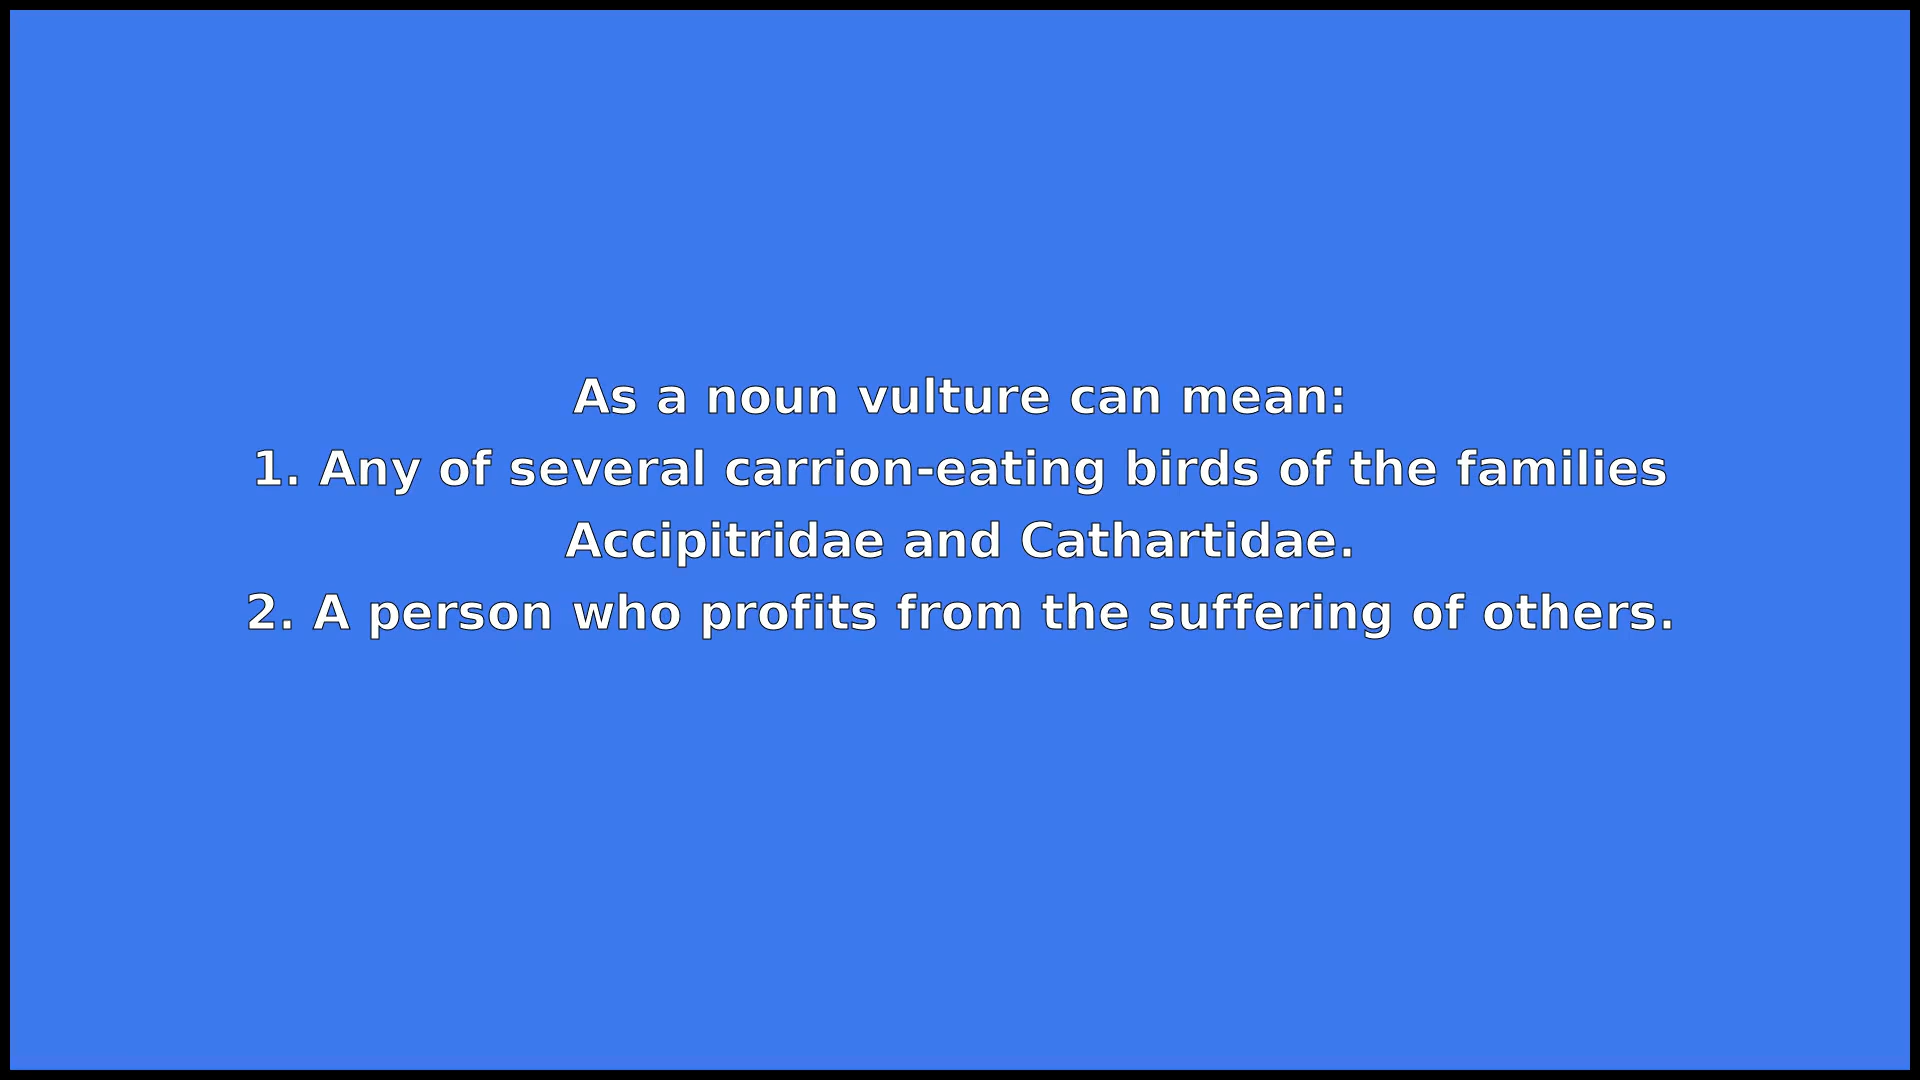 As a noun vulture can mean:
1. Any of several carrion-eating birds of the families
Accipitridae and Cathartidae.
2. A person who profits from the suffering of others.